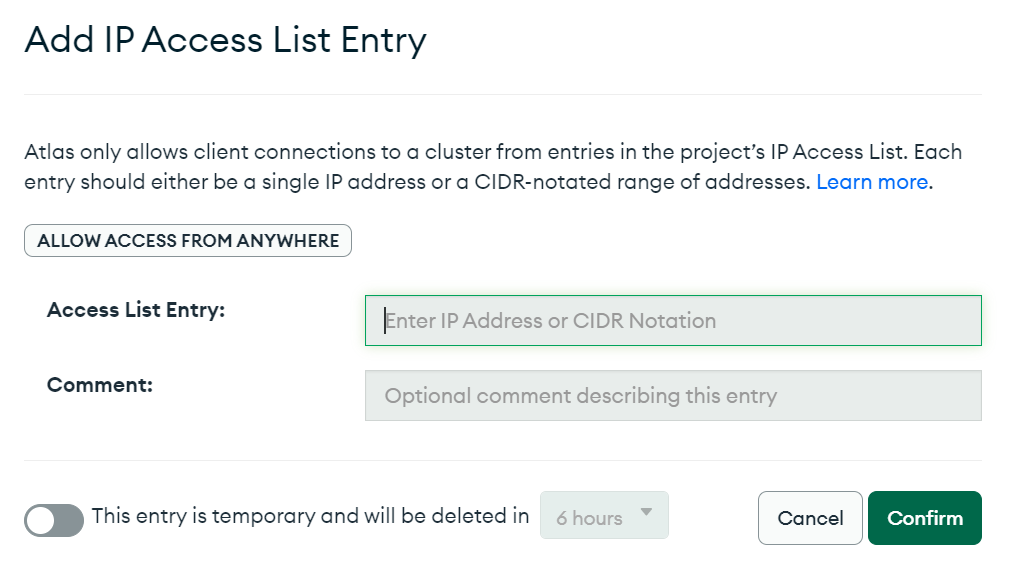 Add IP Access List Entry
Atlas only allows client connections to a cluster from entries in the project’s IP Access List. Each
entry should either be a single IP address or a CIDR-notated range of addresses. Learn more.
ALLOW ACCESS FROM ANYWHERE
Access List Entry:
Enter IP Address or CIDR Notation
Comment:
Optional comment describing this entry
This entry is temporary and will be deleted in
6 hours
Cancel
Confirm